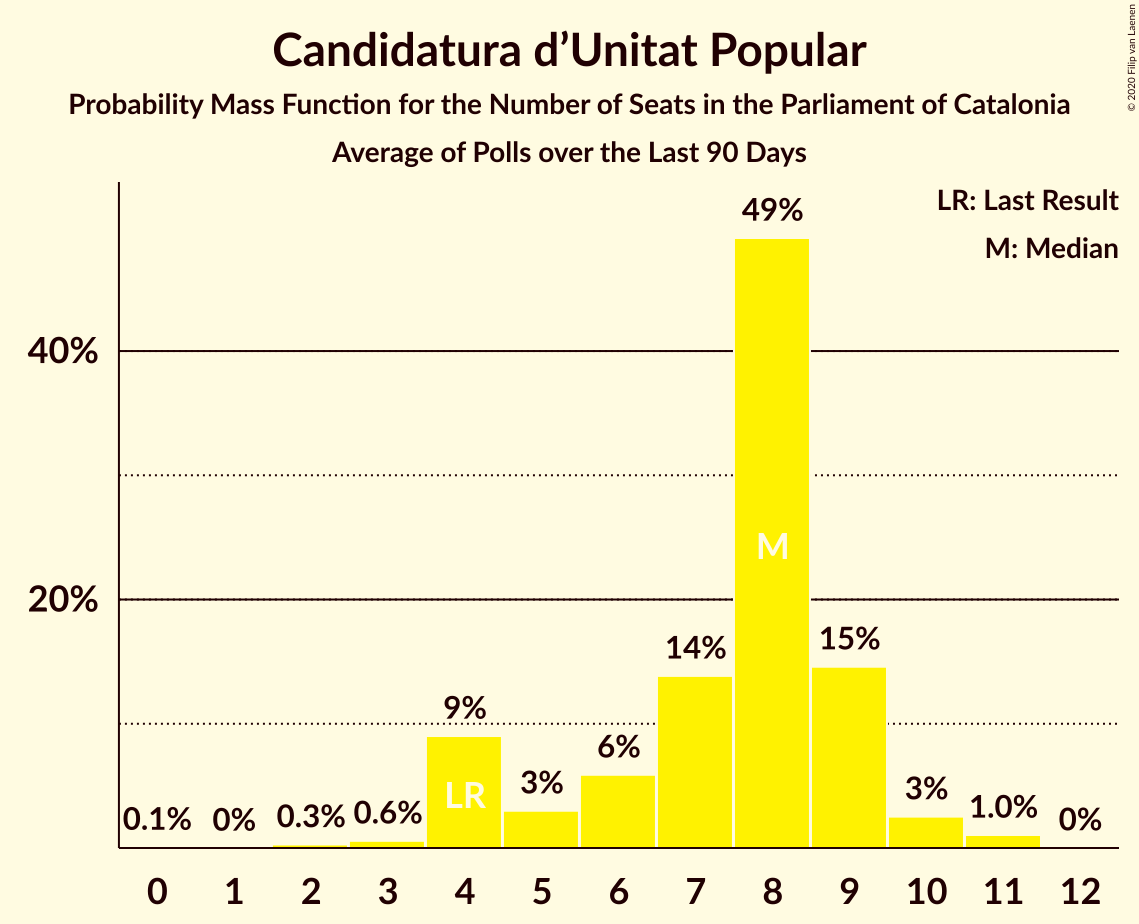 Candidatura d’Unitat Popular
Probability Mass Function for the Number of Seats in the Parliament of Catalonia
Average of Polls over the Last 90 Days
© 2020 Filip van Laenen
LR: Last Result
M: Median
49%
40%
M
20%
15%
14%
9%
6%
LR
3%
3%
0.1%
0%
0.3%
0.6%
1.0%
0%
0 1 2 3 4 5 6 7 8 9 10 11 12